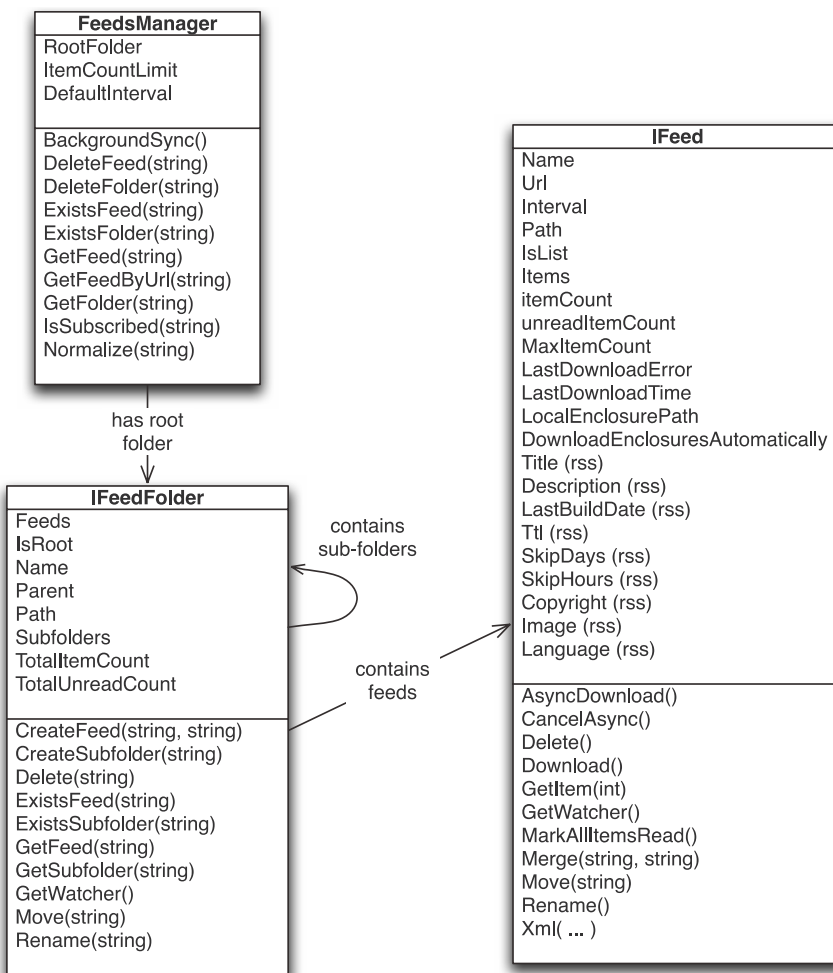 FeedsManager
RootFolder
ItemCountLimit
DefaultInterval
BackgroundSync()
DeleteFeed(string)
DeleteFolder(string)
ExistsFeed(string)
ExistsFolder(string)
GetFeed(string)
GetFeedByUrl(string)
GetFolder(string)
IsSubscribed(string)
Normalize(string)
has root
folder
IFeedFolder
Feeds
IsRoot
Name
Parent
Path
Subfolders
TotalItemCount
TotalUnreadCount
CreateFeed(string, string)
CreateSubfolder(string)
Delete(string)
ExistsFeed(string)
ExistsSubfolder(string)
GetFeed(string)
GetSubfolder(string)
GetWatcher()
Move(string)
Rename(string)
contains
sub-folders
contains
feeds
IFeed
Name
Url
Interval
Path
IsList
Items
itemCount
unreadItemCount
MaxItemCount
LastDownloadError
LastDownloadTime
LocalEnclosurePath
DownloadEnclosuresAutomatically
Title (rss)
Description (rss)
LastBuildDate (rss)
Ttl (rss)
SkipDays (rss)
SkipHours (rss)
Copyright (rss)
Image (rss)
Language (rss)
AsyncDownload()
CancelAsync()
Delete()
Download()
GetItem(int)
GetWatcher()
MarkAllItemsRead()
Merge(string, string)
Move(string)
Rename()
Xml( ... )